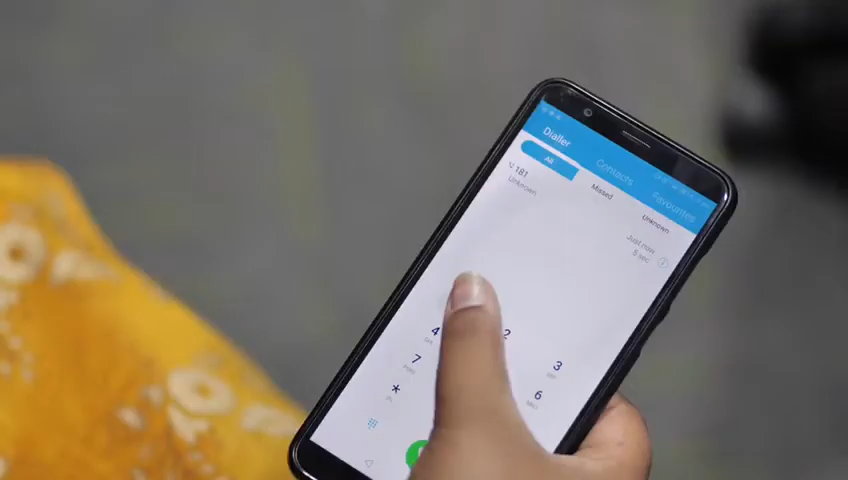 Dialler Contacts Favourites
All Missed Unknown
181
Unknown
Just now
5 sec
2 3
4 6
7
*